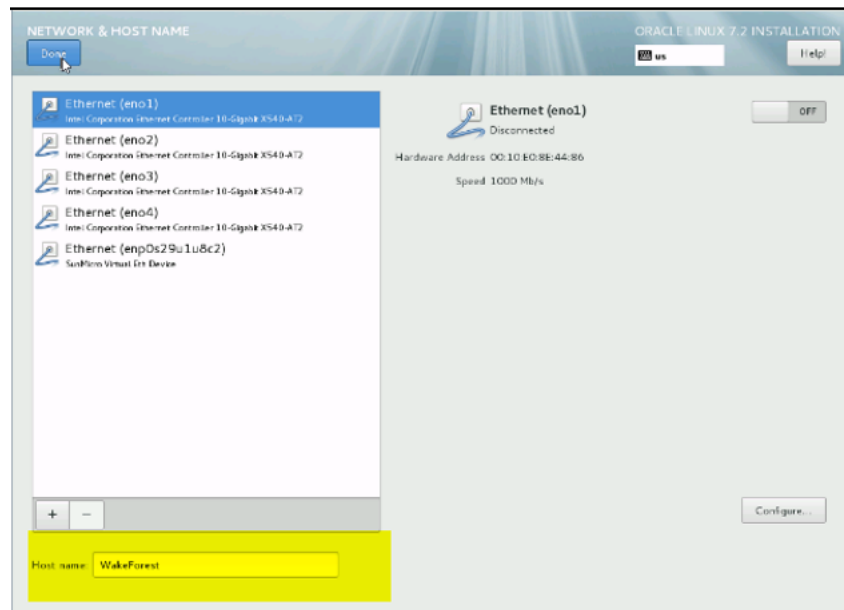 NETWORK & HOST NAME
ORACLE LINUX 7.2 INSTALLATION
Done
us
Help!
Ethernet (eno1)
Intel Corporation Ethernet Controller 10-Gigabit X540-AT2
Ethernet (eno2)
Intel Corporation Ethernet Controller 10-Gigabit X540-AT2
Ethernet (eno3)
Intel Corporation Ethernet Controller 10-Gigabit X540-AT2
Ethernet (eno4)
Intel Corporation Ethernet Controller 10-Gigabit X540-AT2
Ethernet (enp0s29u1u8c2)
SunMicro Virtual Eth Device
Ethernet (eno1)
Disconnected
OFF
Hardware Address 00:10:E0:8E:44:86
Speed 1000 Mb/s
+ −
Configure...
Host name: WakeForest